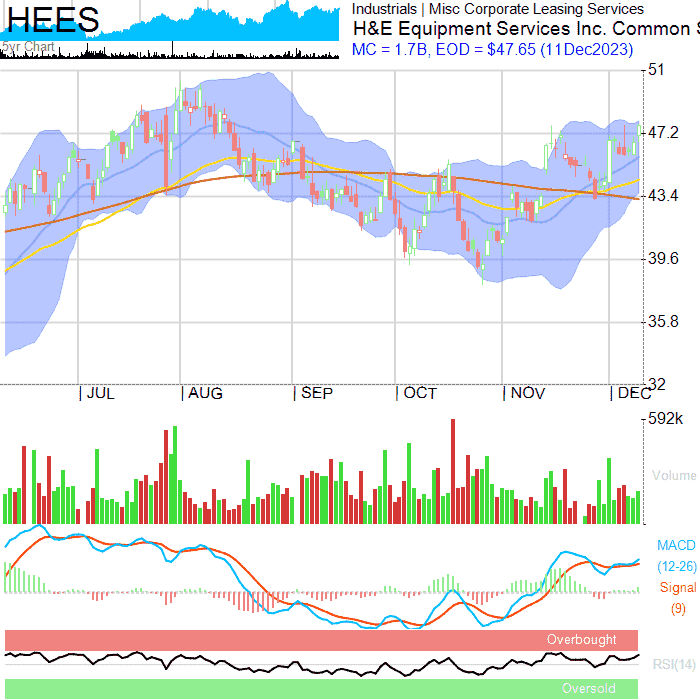 HEES
5yr Chart
Industrials | Misc Corporate Leasing Services
H&E Equipment Services Inc. Common S
MC = 1.7B, EOD = $47.65 (11Dec2023)
51
47.2
43.4
39.6
35.8
32
JUL AUG SEP OCT NOV DEC
592k
Volume
MACD
(12-26)
Signal
(9)
Overbought
RSI(14)
Oversold